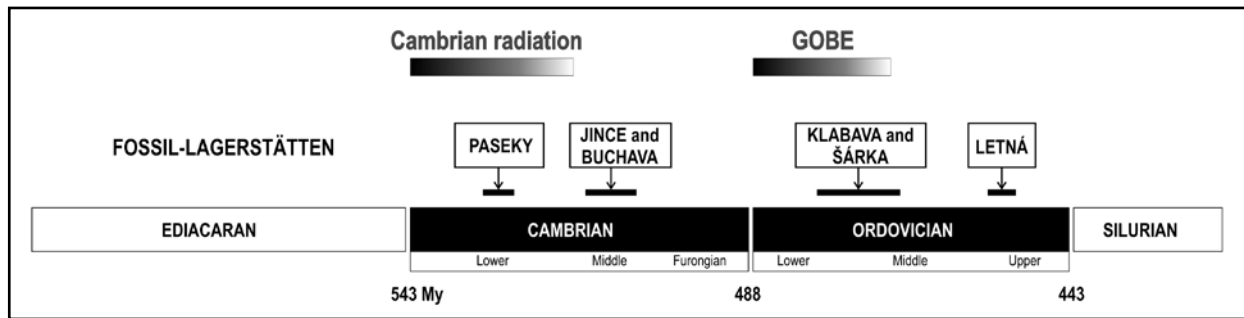 Cambrian radiation GOBE
FOSSIL-LAGERSTÄTTEN
PASEKY
JINCE and
BUCHAVA
KLABAVA and
ŠÁRKA
LETNÁ
EDIACARAN CAMBRIAN ORDOVICIAN SILURIAN
Lower Middle Furongian Lower Middle Upper
543 My 488 443